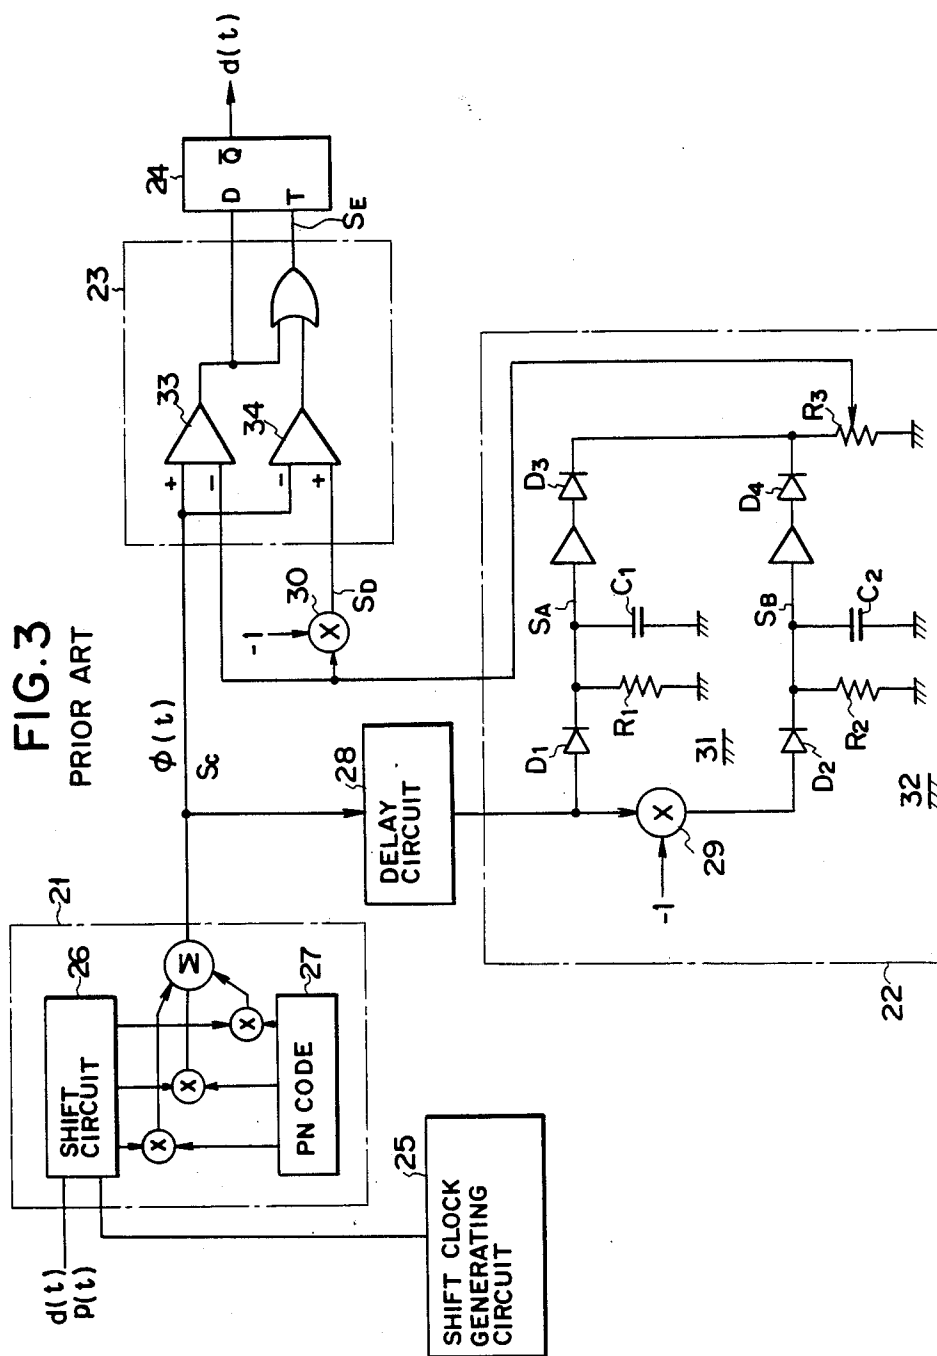 FIG. 3
PRIOR ART
d(t)
p(t)
21
26
SHIFT
CIRCUIT
X
X
X
Σ
27
PN CODE
25
SHIFT CLOCK
GENERATING
CIRCUIT
ϕ(t)
Sc
28
DELAY
CIRCUIT
23
33
+
−
34
−
+
30
X
-1
SD
24
D
Q̅
T
SE
d(t)
22
D1
R1
SA
C1
D3
31
29
X
-1
D2
R2
SB
C2
D4
R3
32